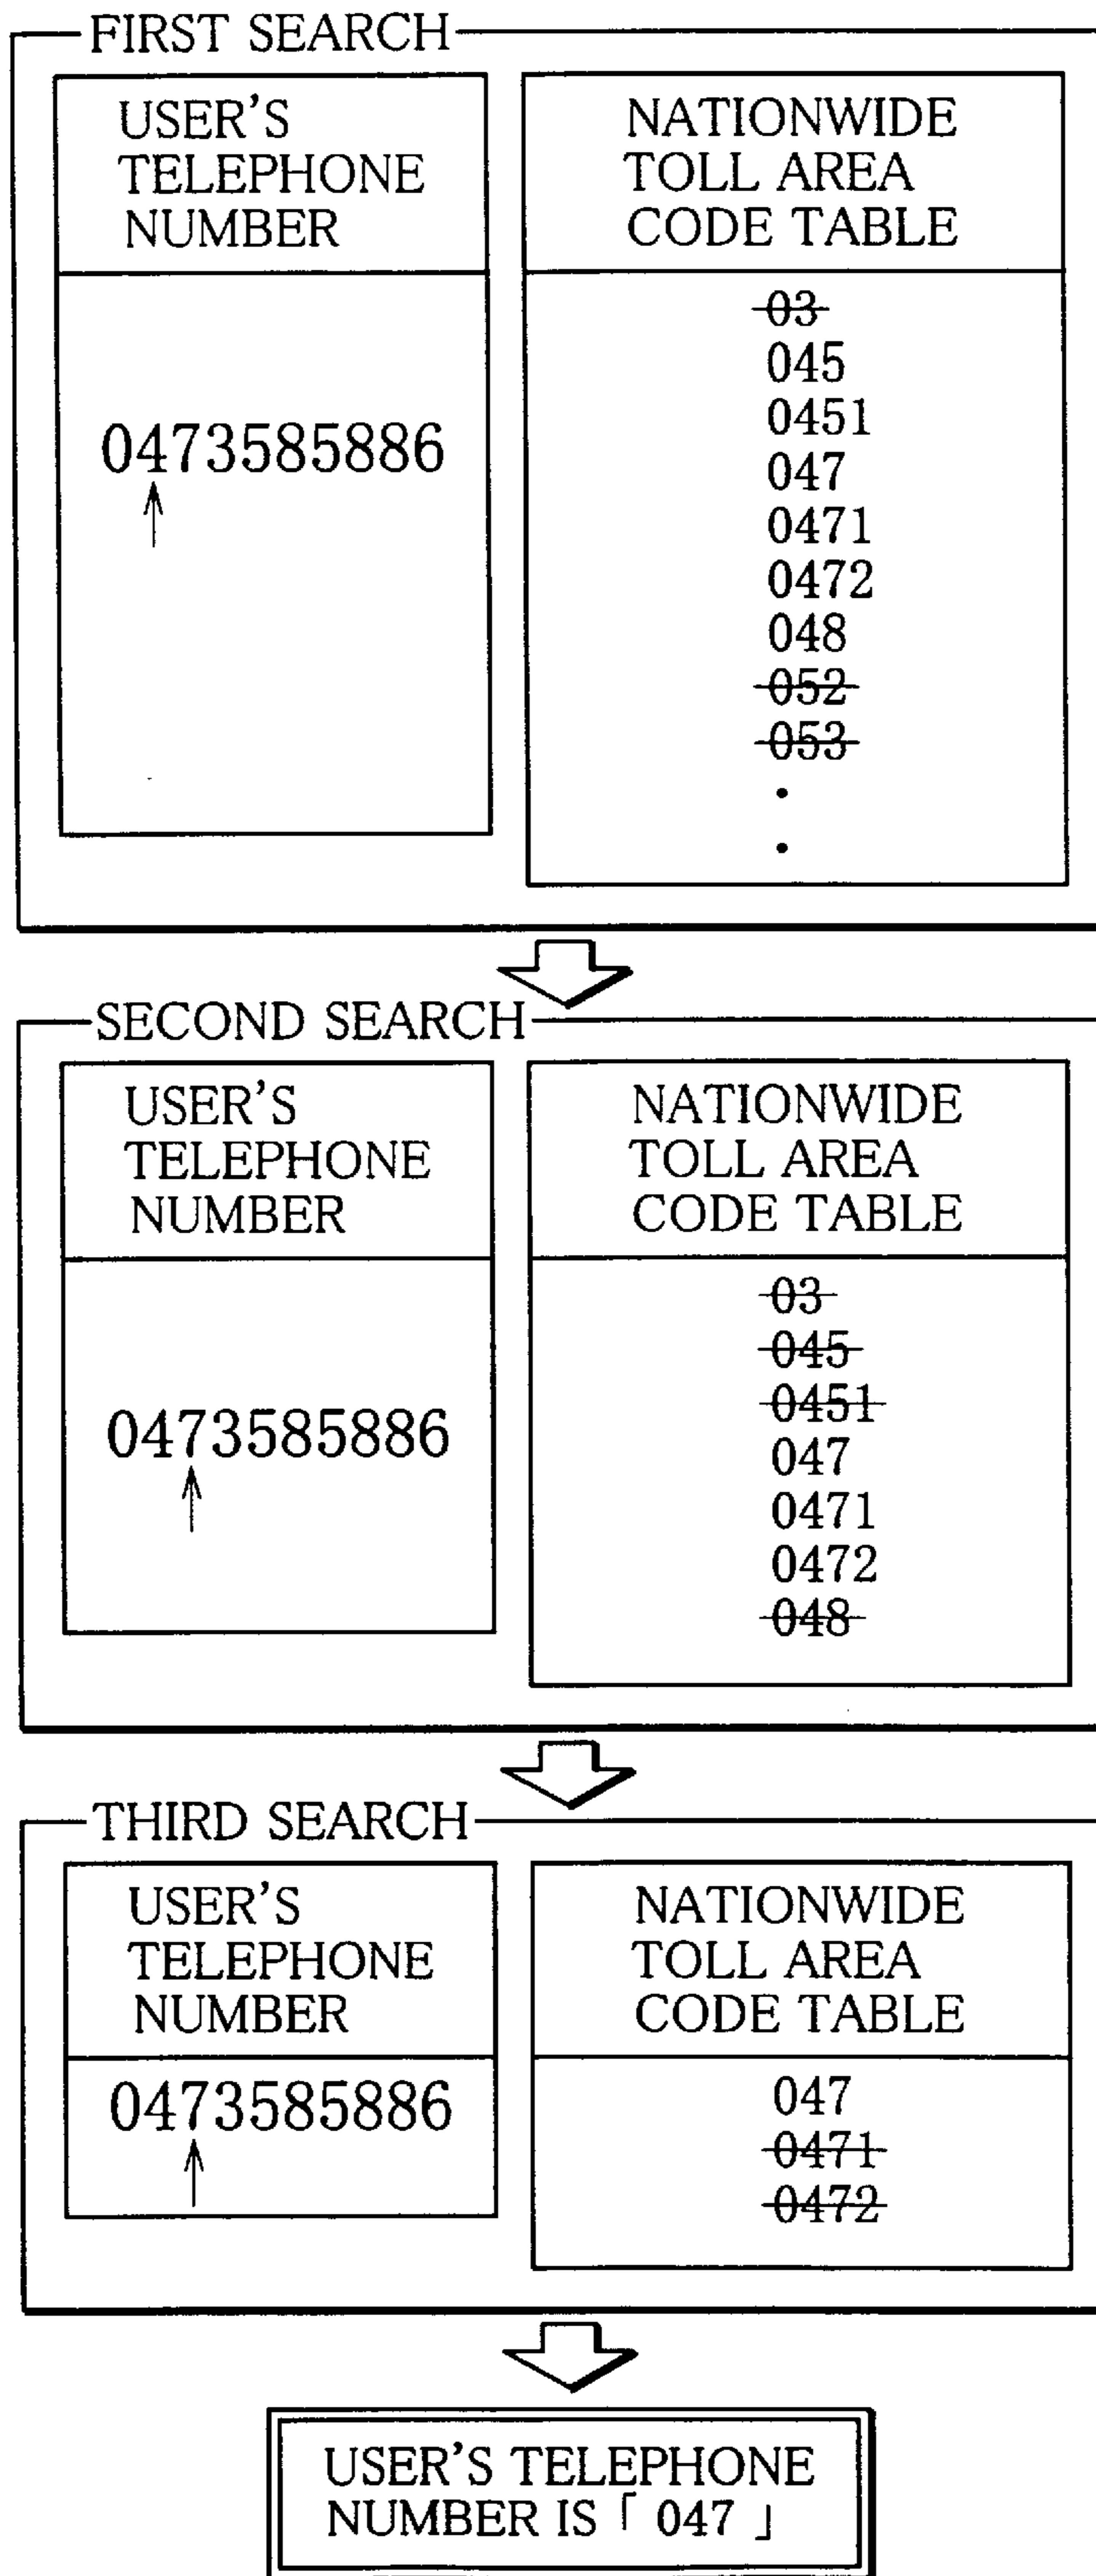 FIRST SEARCH
USER'S
TELEPHONE
NUMBER
0473585886
NATIONWIDE
TOLL AREA
CODE TABLE
03
045
0451
047
0471
0472
048
052
053
.
.
SECOND SEARCH
USER'S
TELEPHONE
NUMBER
0473585886
NATIONWIDE
TOLL AREA
CODE TABLE
03
045
0451
047
0471
0472
048
THIRD SEARCH
USER'S
TELEPHONE
NUMBER
0473585886
NATIONWIDE
TOLL AREA
CODE TABLE
047
0471
0472
USER'S TELEPHONE
NUMBER IS「 047 」